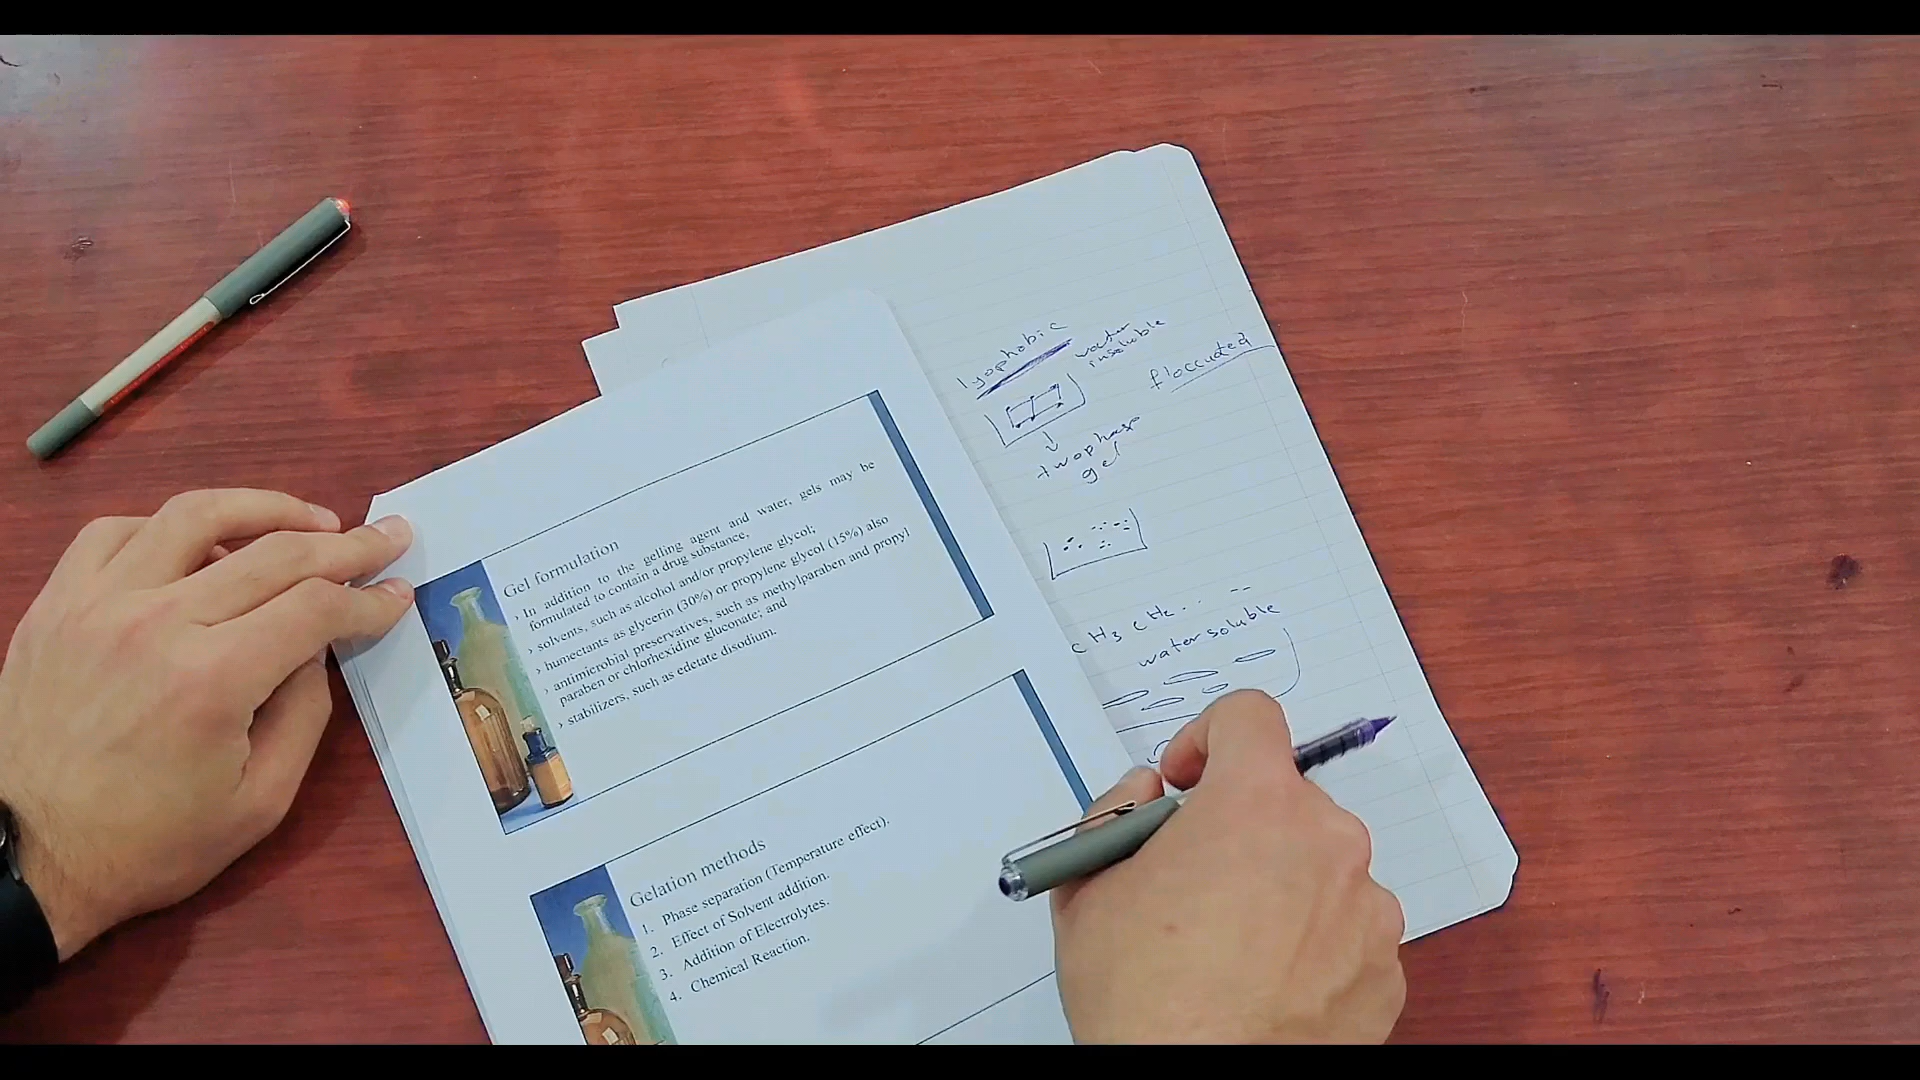 Gel formulation
› In addition to the gelling agent and water, gels may be
formulated to contain a drug substance,
› solvents, such as alcohol and/or propylene glycol;
› humectants as glycerin (30%) or propylene glycol (15%) also
› antimicrobial preservatives, such as methylparaben and propyl
paraben or chlorhexidine gluconate; and
› stabilizers, such as edetate disodium.
Gelation methods
1. Phase separation (Temperature effect).
2. Effect of Solvent addition.
3. Addition of Electrolytes.
4. Chemical Reaction.
lyophobic
water
insoluble
floccuted
two phase
gel
CH3 CH2 . . - -
water soluble